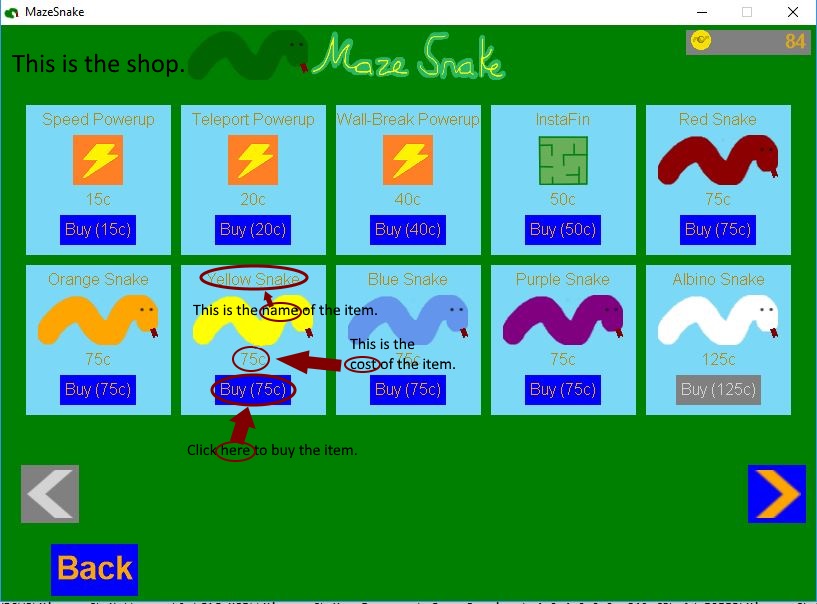 MazeSnake
This is the shop.
Maze Snake
84
Speed Powerup
Teleport Powerup
Wall-Break Powerup
InstaFin
Red Snake
15c
20c
40c
50c
75c
Buy (15c)
Buy (20c)
Buy (40c)
Buy (50c)
Buy (75c)
Orange Snake
Yellow Snake
Blue Snake
Purple Snake
Albino Snake
This is the name of the item.
This is the
cost of the item.
75c
75c
75c
75c
125c
Buy (75c)
Buy (75c)
Buy (75c)
Buy (75c)
Buy (125c)
Click here to buy the item.
Back